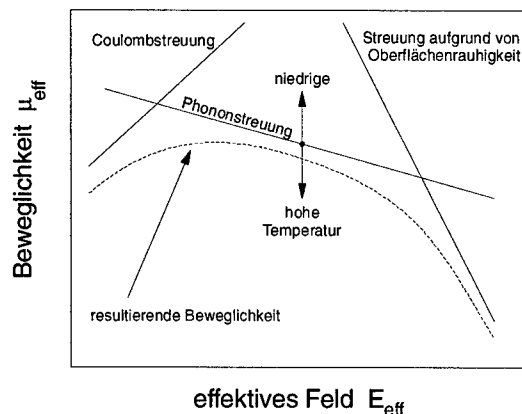 Coulombstreuung
Streuung aufgrund von
Oberflächenrauhigkeit
niedrige
Phononstreuung
hohe
Temperatur
resultierende Beweglichkeit
Beweglichkeit μeff
effektives Feld Eeff